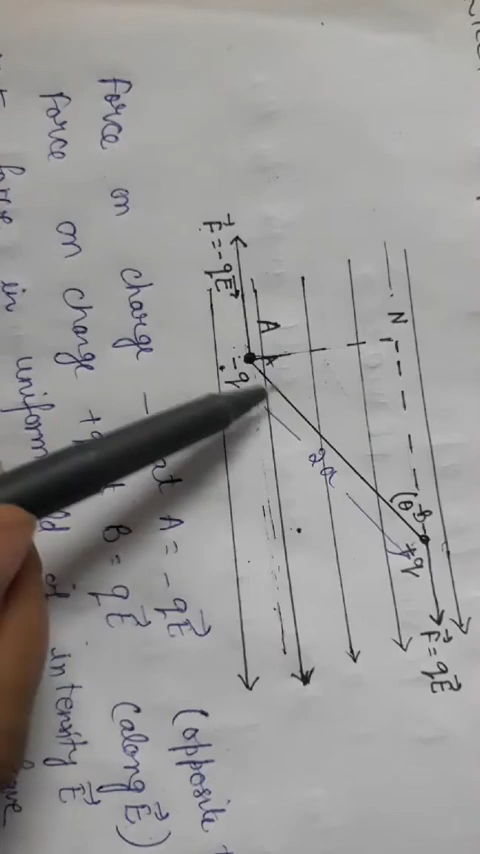 N
F⃗ = qE⃗
θ
B
+q
2a
A
-q
F⃗ = -qE⃗
Force on charge - at A = -qE⃗ (opposite
Force on charge +q at B = qE⃗ (along E⃗)
force in uniform of intensity E⃗